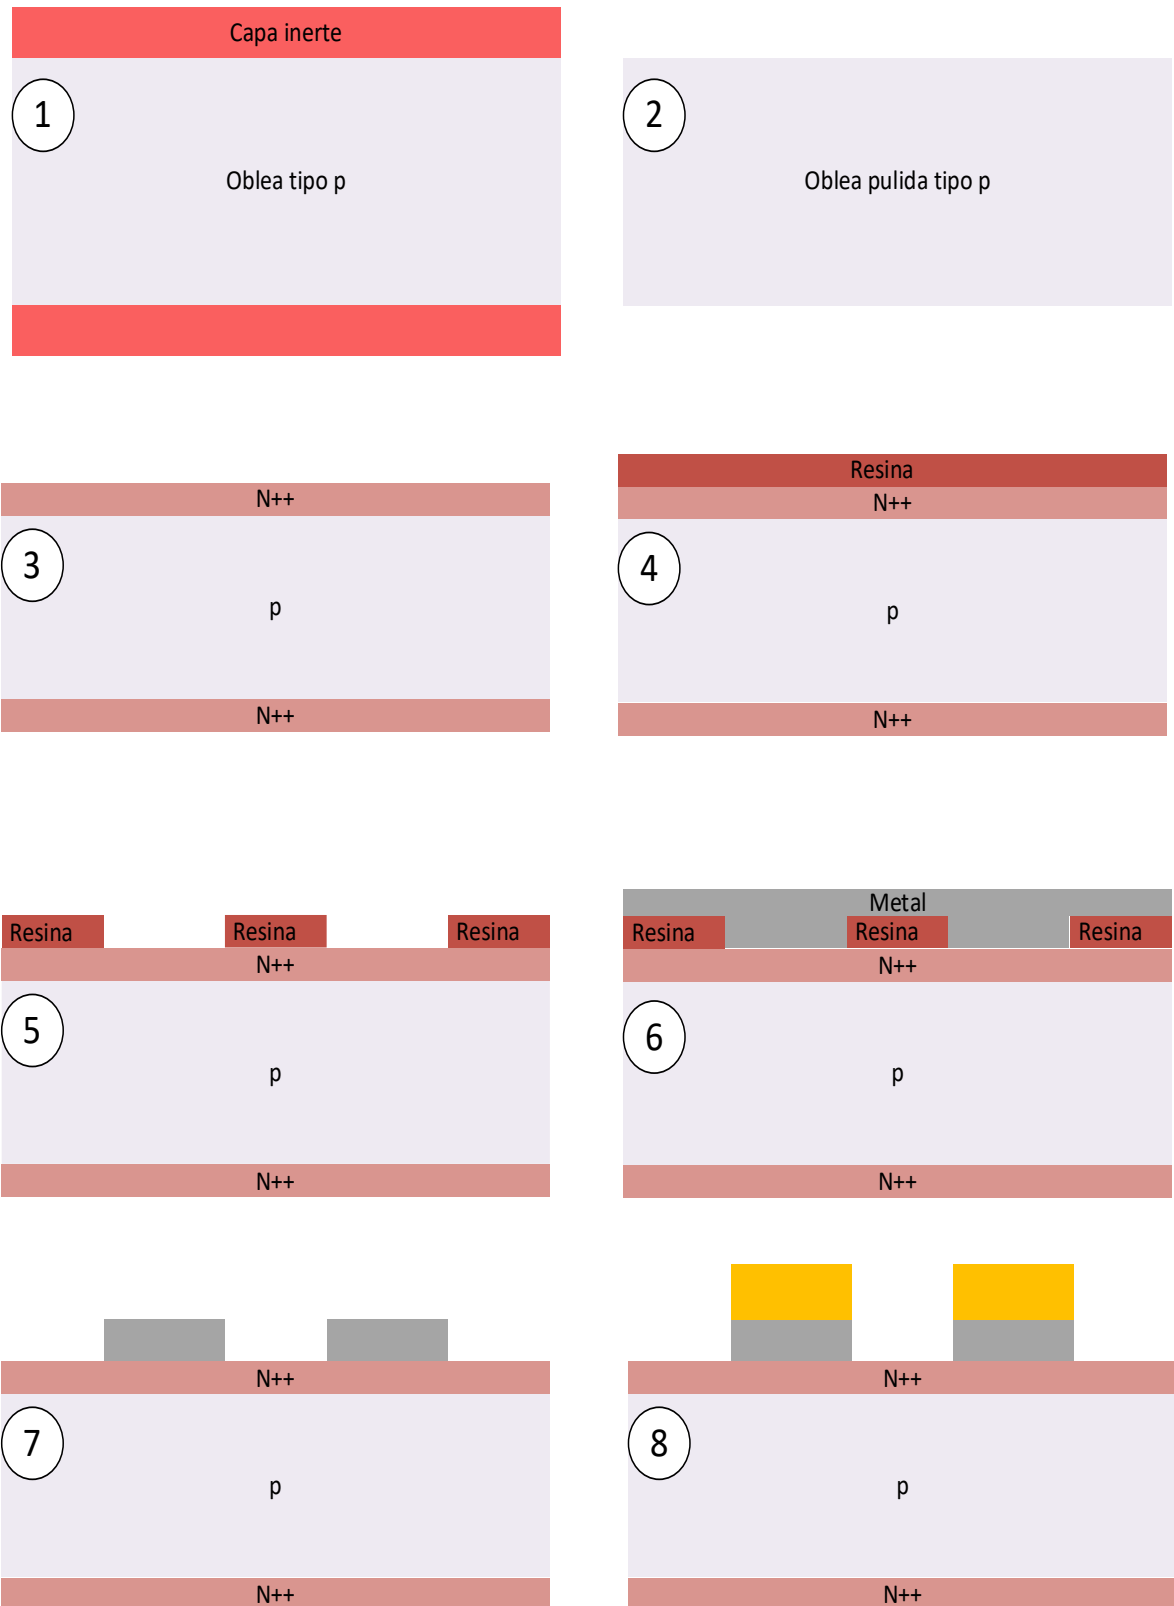 Capa inerte
1
Oblea tipo p
2
Oblea pulida tipo p
N++
3
p
N++
Resina
N++
4
p
N++
Resina Resina Resina
N++
5
p
N++
Metal
Resina Resina Resina
N++
6
p
N++
N++
7
p
N++
N++
8
p
N++